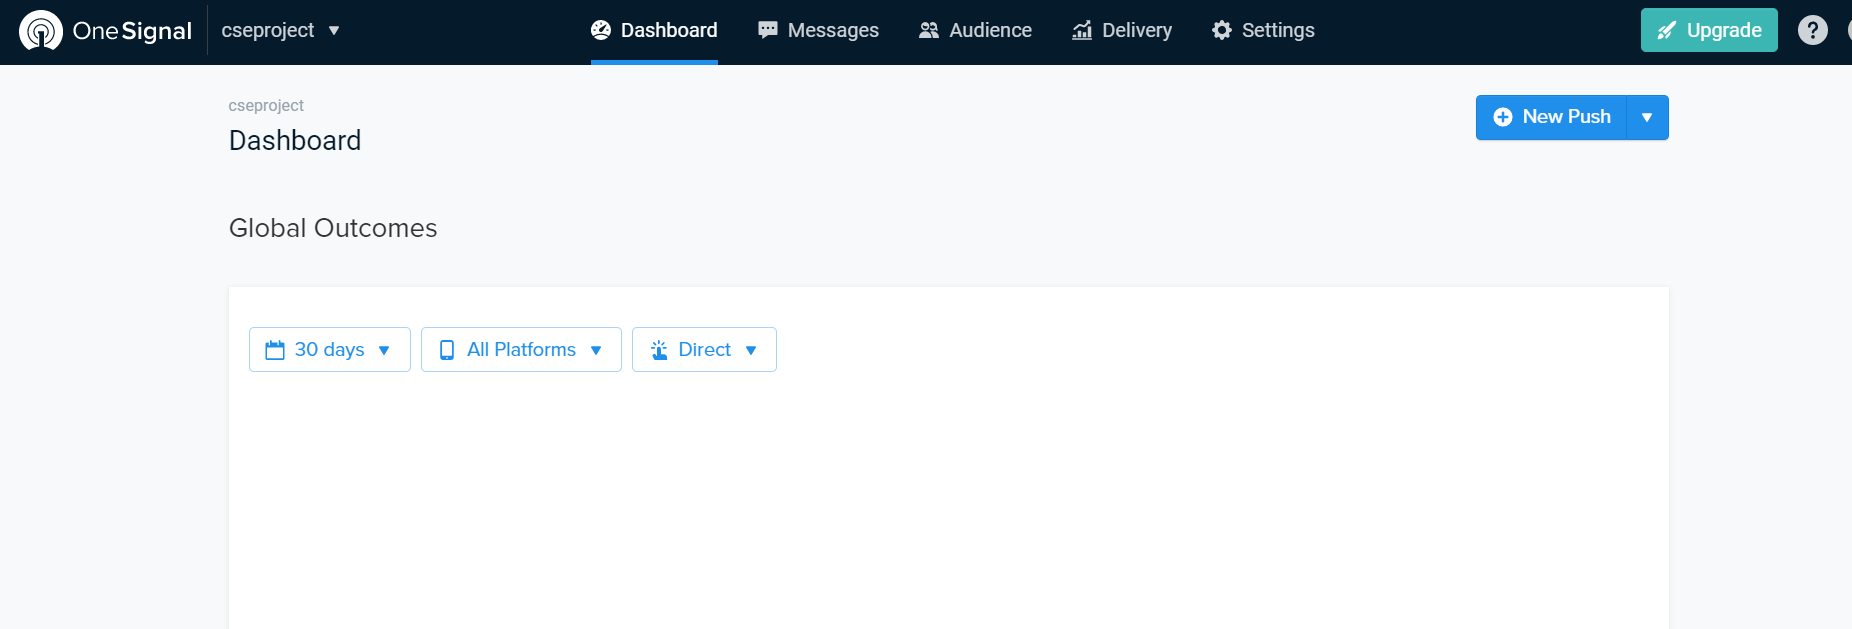 OneSignal cseproject Dashboard Messages Audience Delivery Settings Upgrade ?
cseproject
Dashboard
New Push
Global Outcomes
30 days All Platforms Direct